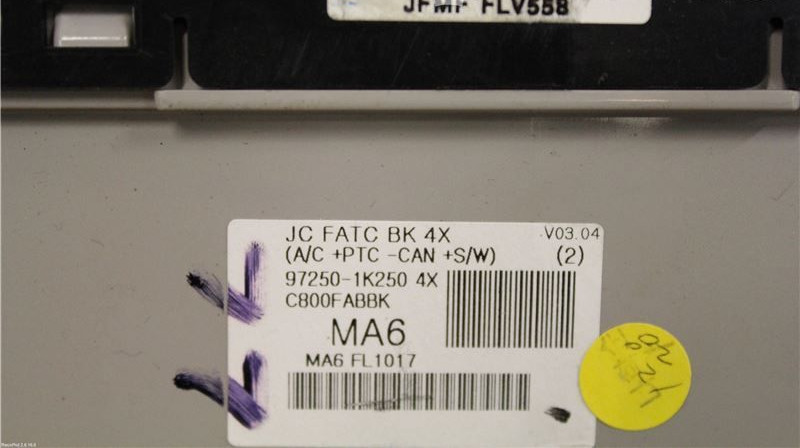 JFMF FLV558
JC FATC BK 4X V03.04
(A/C +PTC -CAN +S/W) (2)
97250-1K250 4X
C800FABBK
MA6
MA6 FL1017